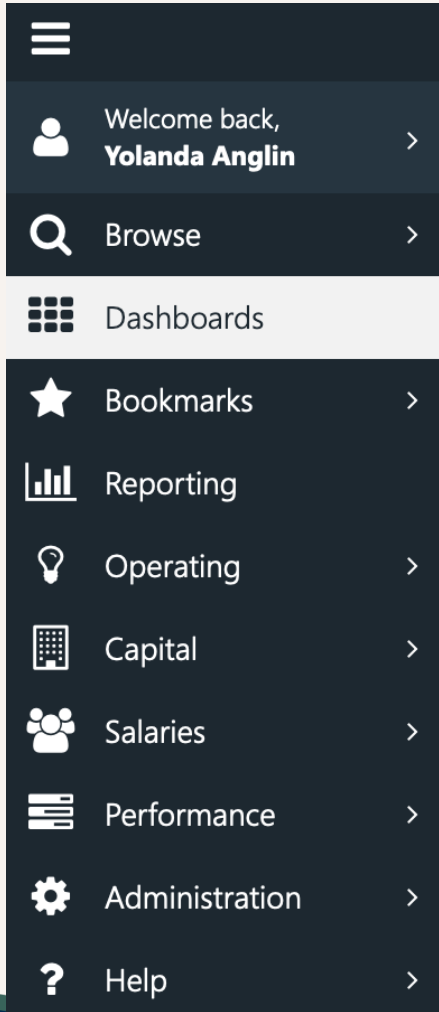 Welcome back,
Yolanda Anglin
Browse
Dashboards
Bookmarks
Reporting
Operating
Capital
Salaries
Performance
Administration
Help